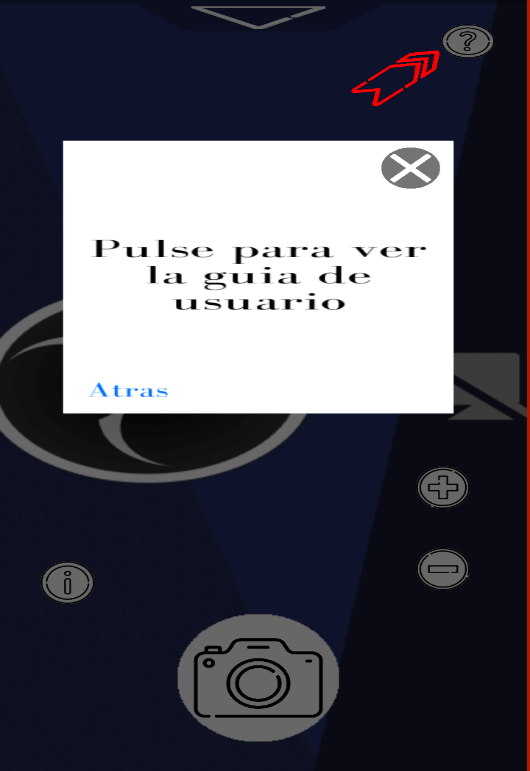 ?
Pulse para ver
la guia de
usuario
Atras
i